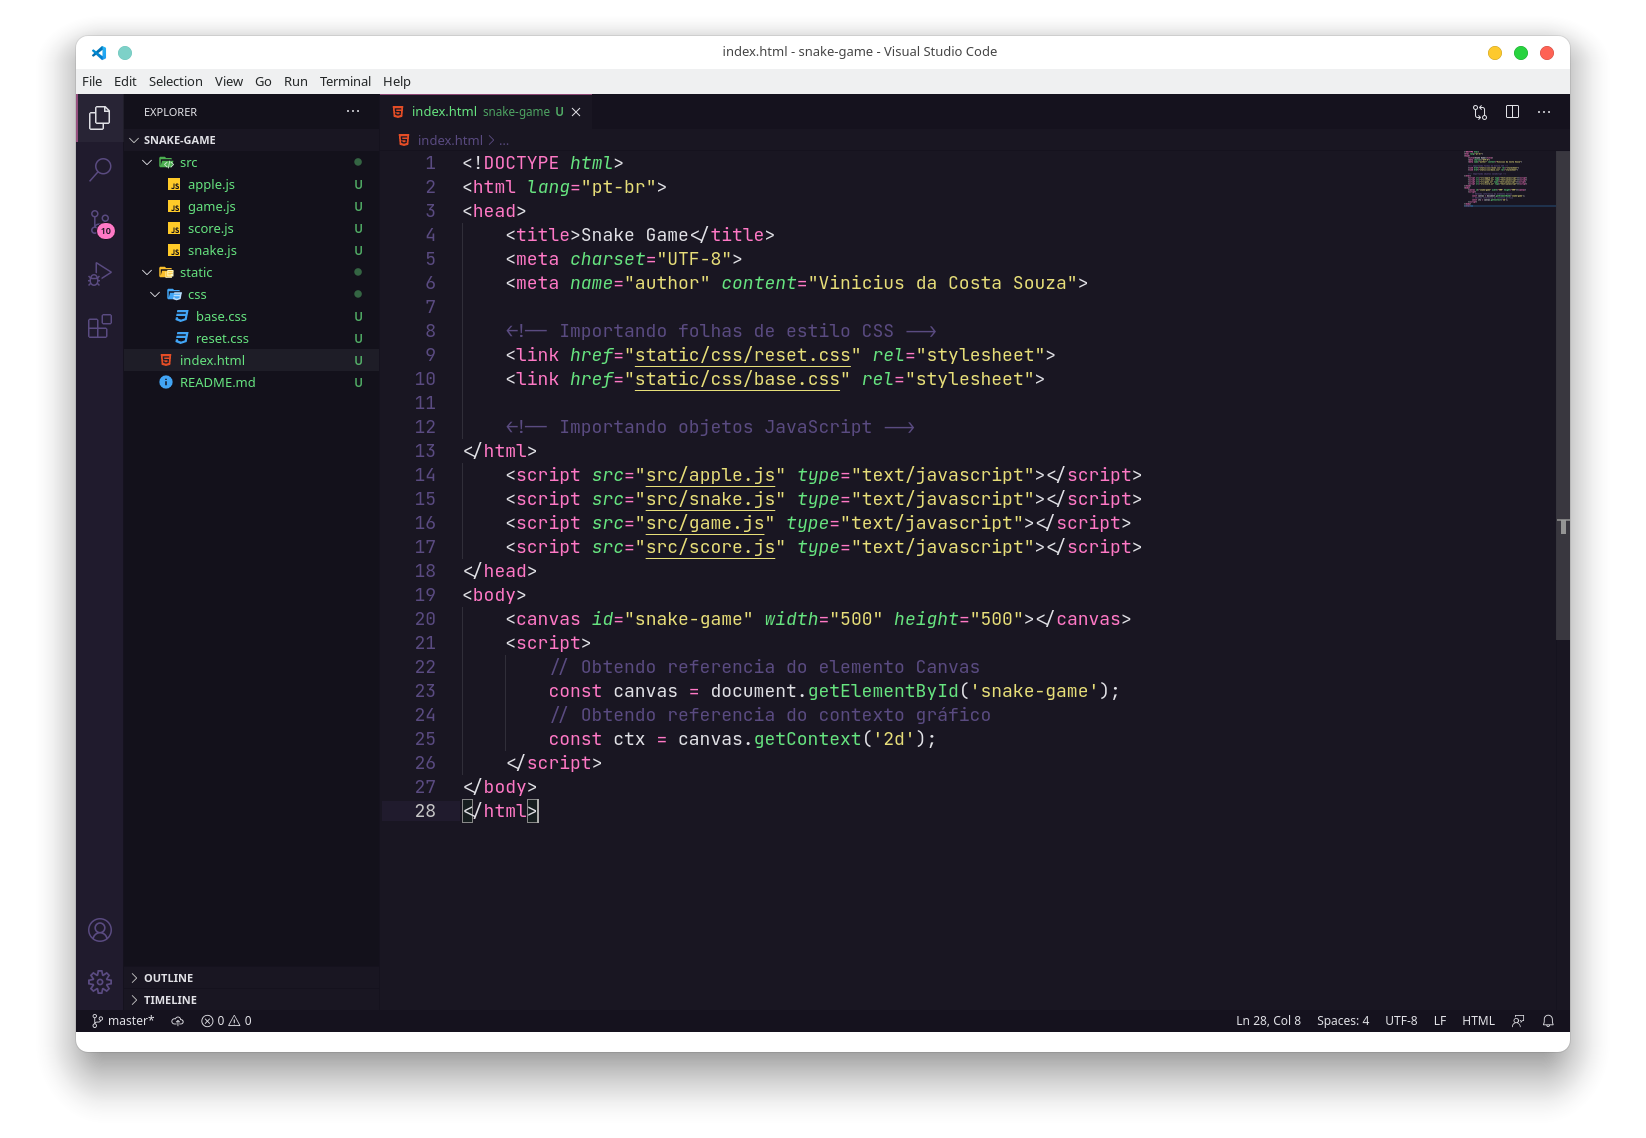 index.html - snake-game - Visual Studio Code
File Edit Selection View Go Run Terminal Help
EXPLORER ···
index.html snake-game U
SNAKE-GAME
index.html > ...
src
apple.js U
game.js U
score.js U
snake.js U
static
css
base.css U
reset.css U
index.html U
README.md U
10
OUTLINE
TIMELINE
1 <!DOCTYPE html>
2 <html lang="pt-br">
3 <head>
4     <title>Snake Game</title>
5     <meta charset="UTF-8">
6     <meta name="author" content="Vinicius da Costa Souza">
7
8     <!-- Importando folhas de estilo CSS -->
9     <link href="static/css/reset.css" rel="stylesheet">
10     <link href="static/css/base.css" rel="stylesheet">
11
12     <!-- Importando objetos JavaScript -->
13 </html>
14     <script src="src/apple.js" type="text/javascript"></script>
15     <script src="src/snake.js" type="text/javascript"></script>
16     <script src="src/game.js" type="text/javascript"></script>
17     <script src="src/score.js" type="text/javascript"></script>
18 </head>
19 <body>
20     <canvas id="snake-game" width="500" height="500"></canvas>
21     <script>
22         // Obtendo referencia do elemento Canvas
23         const canvas = document.getElementById('snake-game');
24         // Obtendo referencia do contexto gráfico
25         const ctx = canvas.getContext('2d');
26     </script>
27 </body>
28 </html>
master* 0 0 Ln 28, Col 8 Spaces: 4 UTF-8 LF HTML